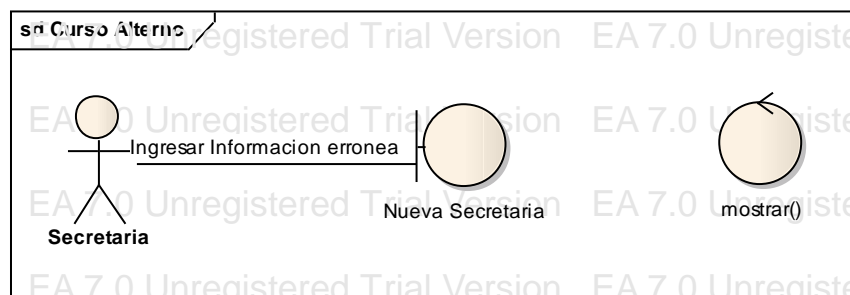 EA 7.0 Unregistered Trial Version EA 7.0 Unregiste
sd Curso Alterno
EA 7.0 Unregistered Trial Version EA 7.0 Unregiste
Ingresar Informacion erronea
EA 7.0 Unregistered Trial Version EA 7.0 Unregiste
Nueva Secretaria
mostrar()
Secretaria
EA 7.0 Unregistered Trial Version EA 7.0 Unregiste